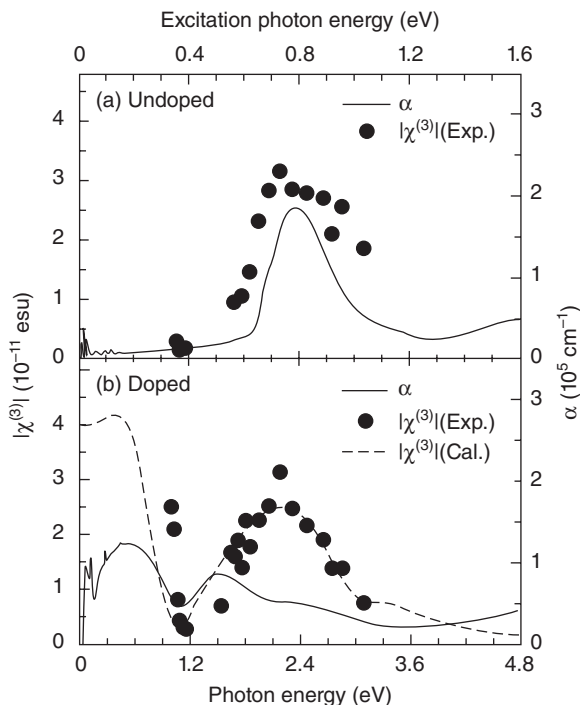 Excitation photon energy (eV)
0 0.4 0.8 1.2 1.6
(a) Undoped
α
|χ⁽³⁾|(Exp.)
4
3
2
1
0
3
2
1
0
|χ⁽³⁾| (10⁻¹¹ esu)
α (10⁵ cm⁻¹)
(b) Doped
α
|χ⁽³⁾|(Exp.)
|χ⁽³⁾|(Cal.)
5
4
3
2
1
0
3
2
1
0
0 1.2 2.4 3.6 4.8
Photon energy (eV)